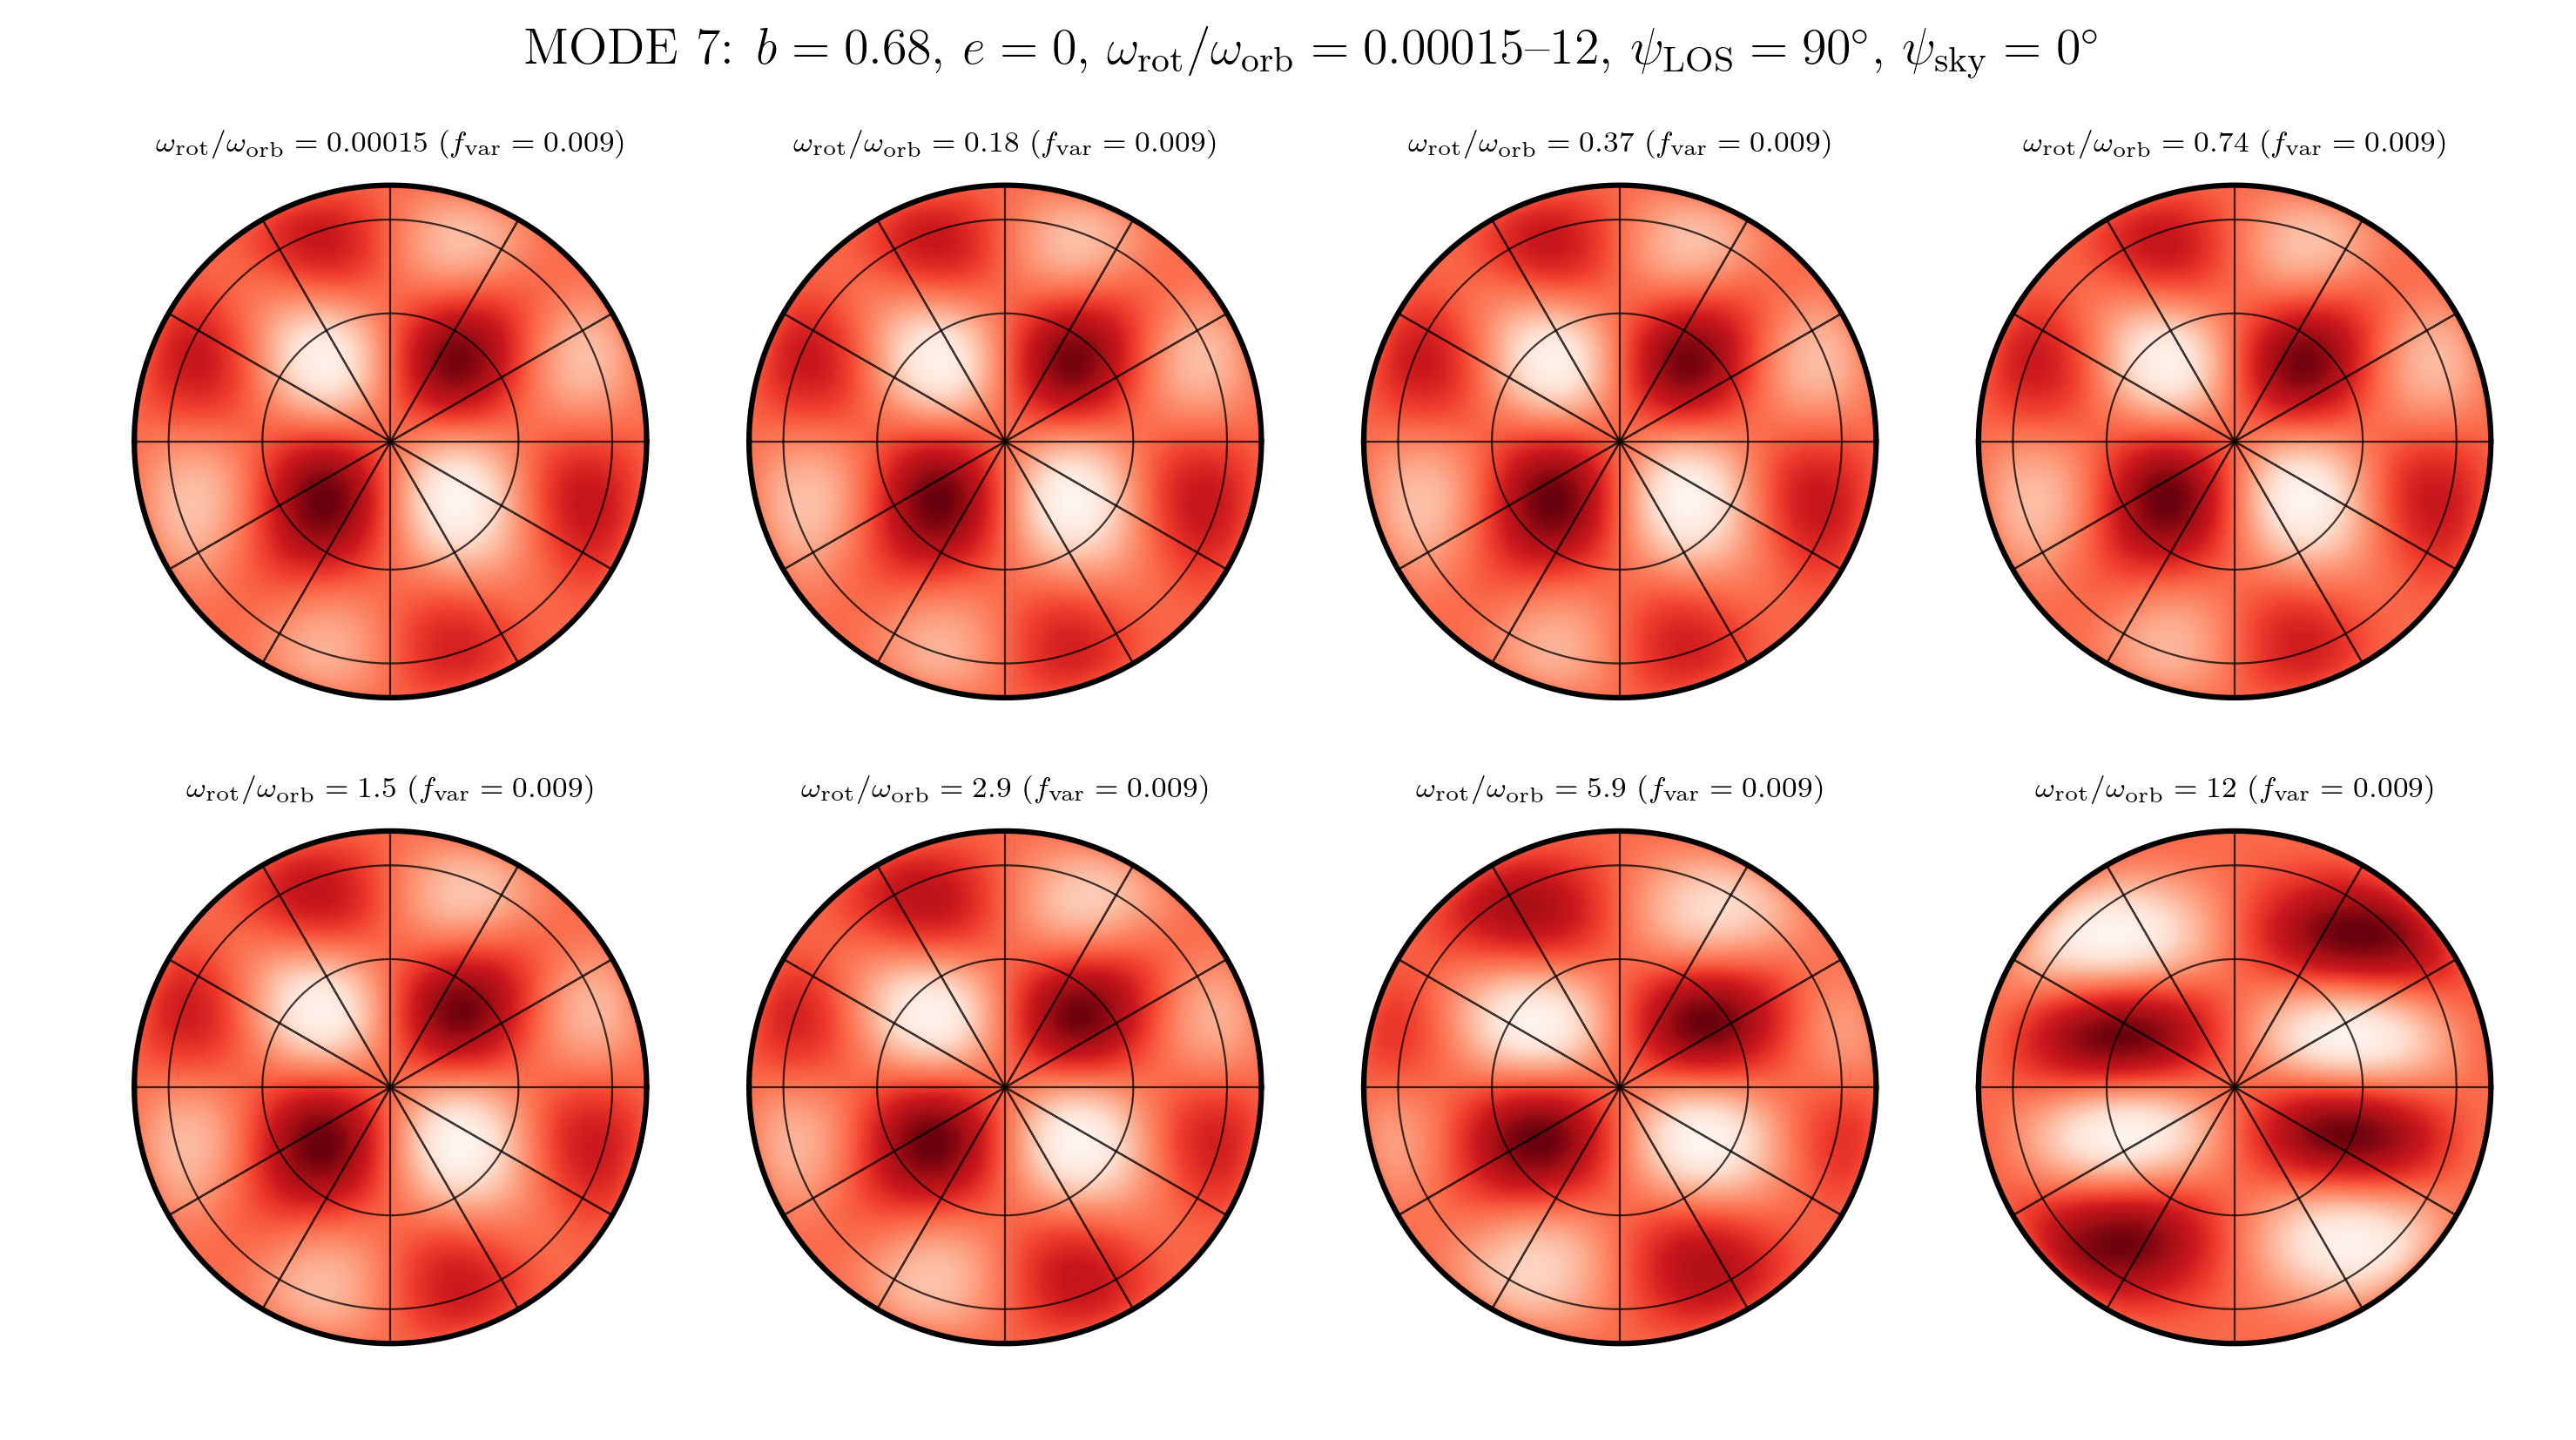 MODE 7: b = 0.68, e = 0, ω_rot/ω_orb = 0.00015–12, ψ_LOS = 90°, ψ_sky = 0°
ω_rot/ω_orb = 0.00015 (f_var = 0.009)
ω_rot/ω_orb = 0.18 (f_var = 0.009)
ω_rot/ω_orb = 0.37 (f_var = 0.009)
ω_rot/ω_orb = 0.74 (f_var = 0.009)
ω_rot/ω_orb = 1.5 (f_var = 0.009)
ω_rot/ω_orb = 2.9 (f_var = 0.009)
ω_rot/ω_orb = 5.9 (f_var = 0.009)
ω_rot/ω_orb = 12 (f_var = 0.009)